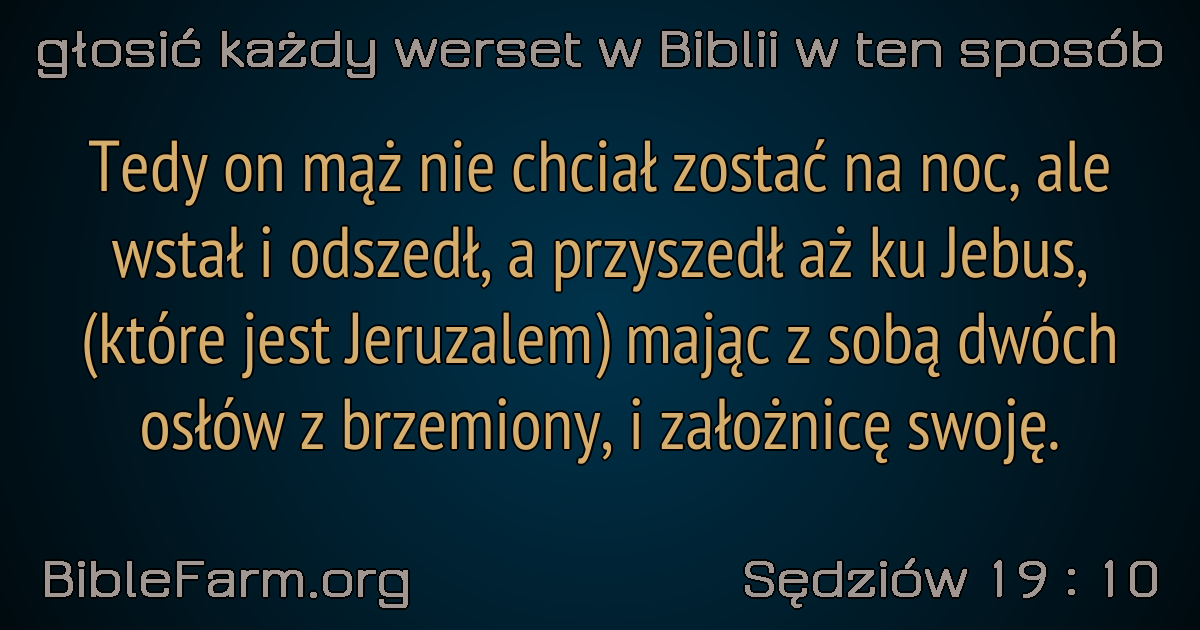 głosić każdy werset w Biblii w ten sposób
Tedy on mąż nie chciał zostać na noc, ale
wstał i odszedł, a przyszedł aż ku Jebus,
(które jest Jeruzalem) mając z sobą dwóch
osłów z brzemiony, i założnicę swoję.
BibleFarm.org
Sędziów 19 : 10